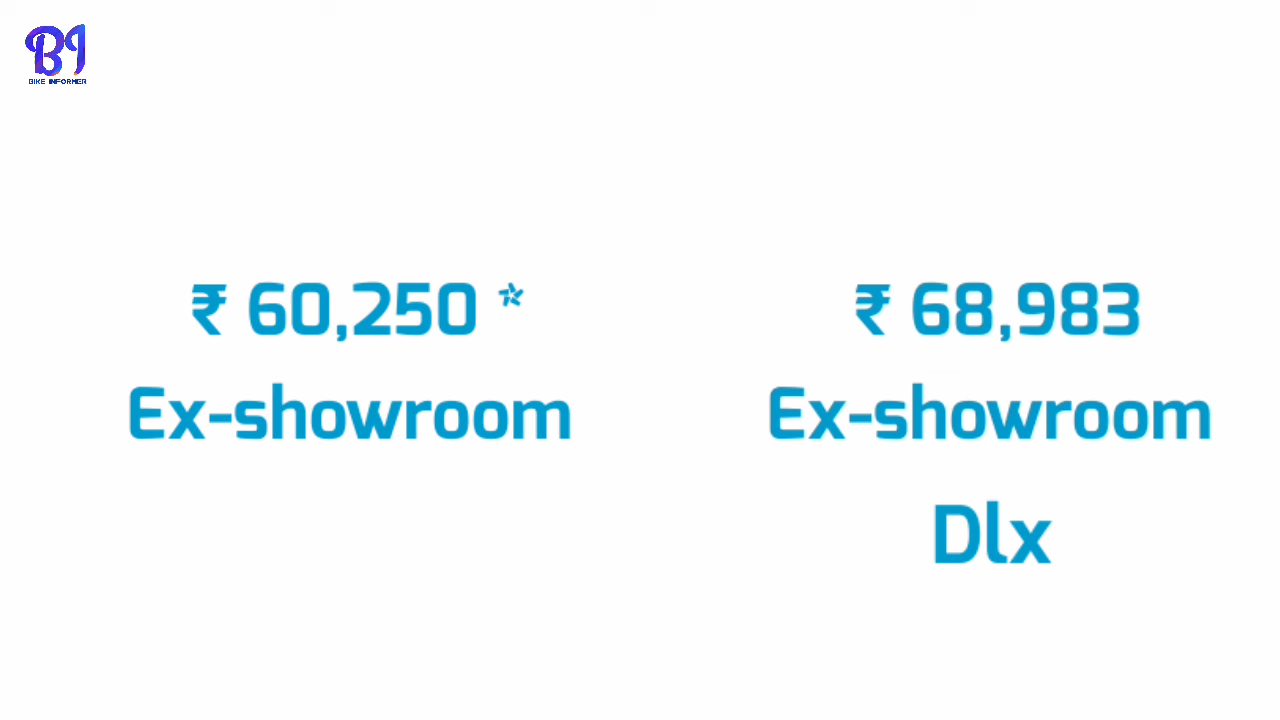 BI
BIKE INFORMER
₹ 60,250 *
Ex-showroom
₹ 68,983
Ex-showroom
Dlx